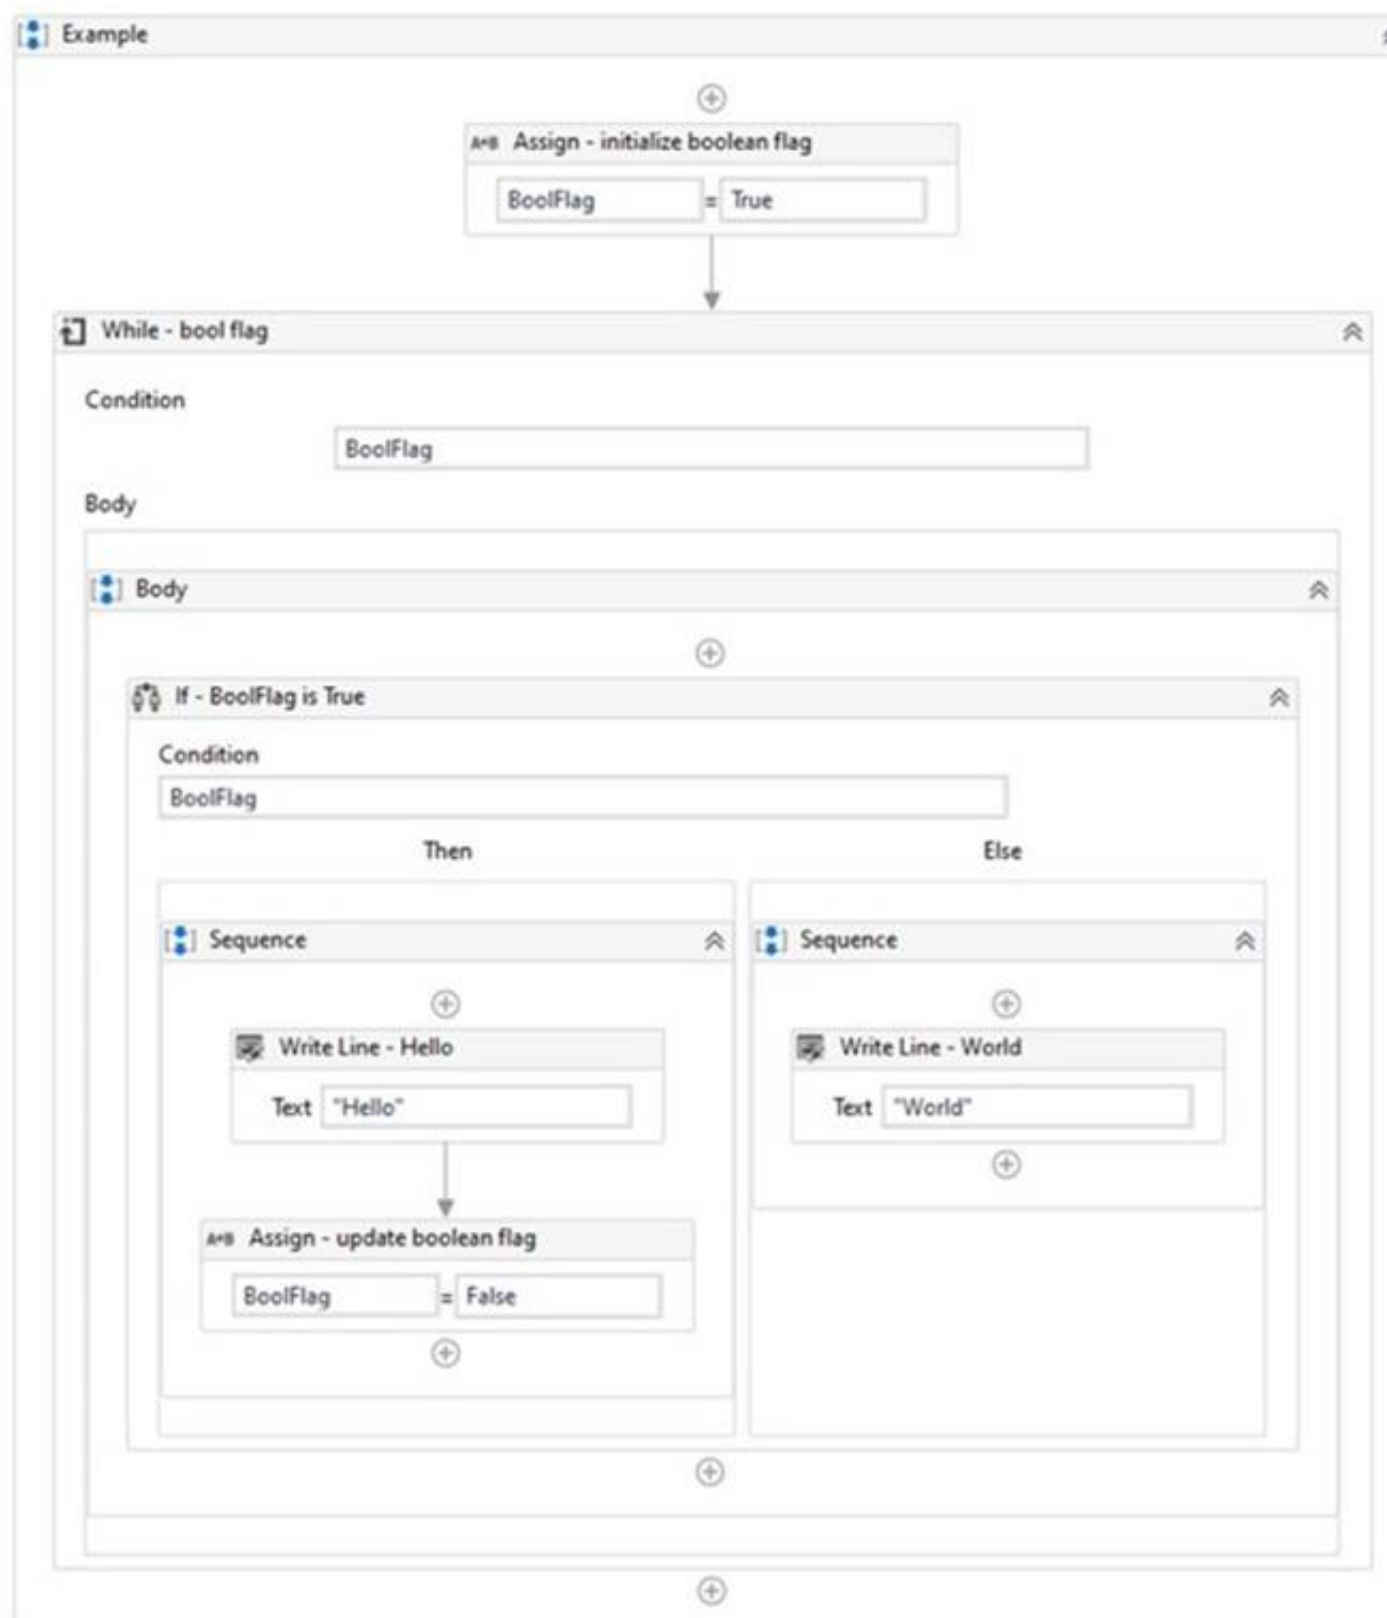 Example
A+B Assign - initialize boolean flag
BoolFlag = True
While - bool flag
Condition
BoolFlag
Body
Body
If - BoolFlag is True
Condition
BoolFlag
Then Else
Sequence Sequence
Write Line - Hello Write Line - World
Text "Hello" Text "World"
A+B Assign - update boolean flag
BoolFlag = False